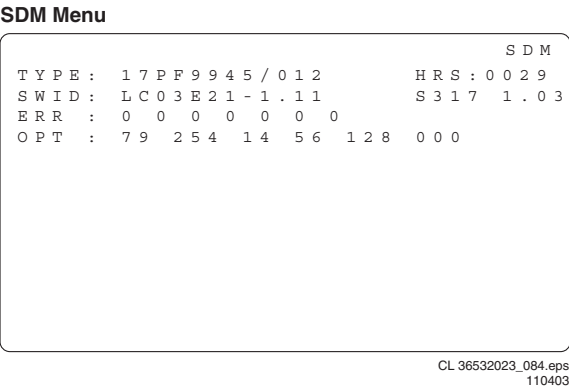 SDM Menu
SDM
TYPE: 17PF9945/012 HRS:0029
SWID: LC03E21-1.11 S317 1.03
ERR : 0 0 0 0 0 0 0
OPT : 79 254 14 56 128 000
CL 36532023_084.eps
110403